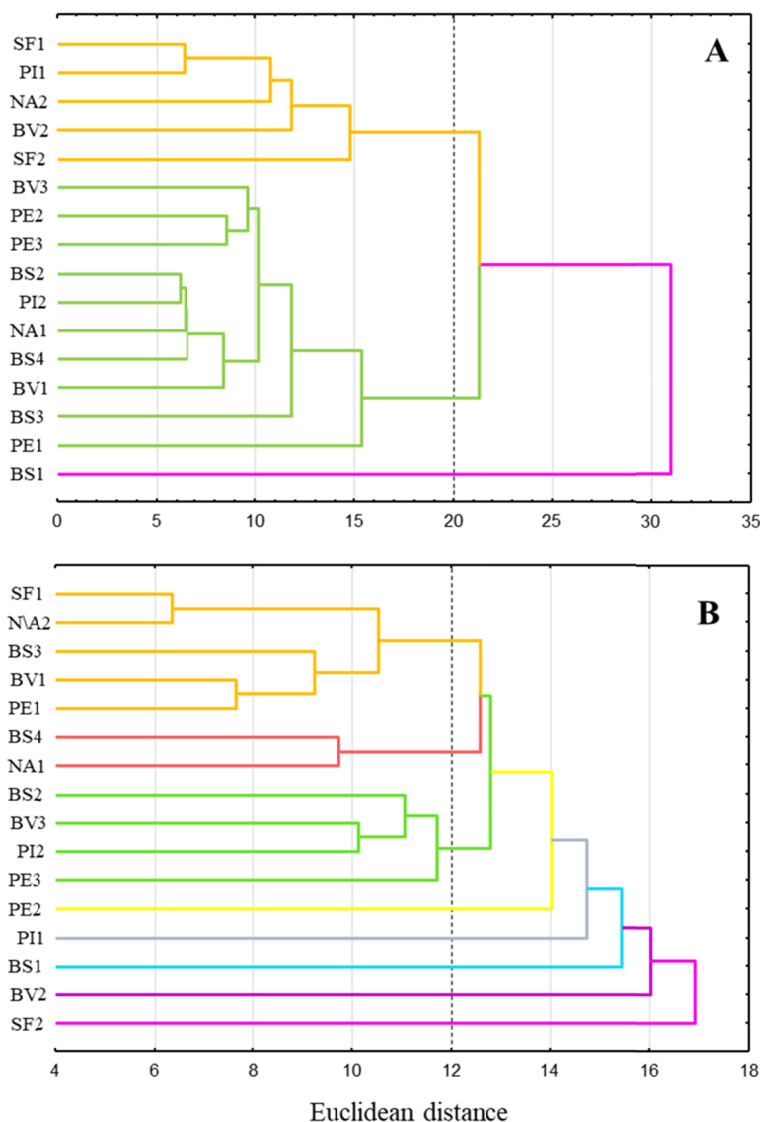 A
SF1
PI1
NA2
BV2
SF2
BV3
PE2
PE3
BS2
PI2
NA1
BS4
BV1
BS3
PE1
BS1
0 5 10 15 20 25 30 35
B
SF1
N\A2
BS3
BV1
PE1
BS4
NA1
BS2
BV3
PI2
PE3
PE2
PI1
BS1
BV2
SF2
4 6 8 10 12 14 16 18
Euclidean distance